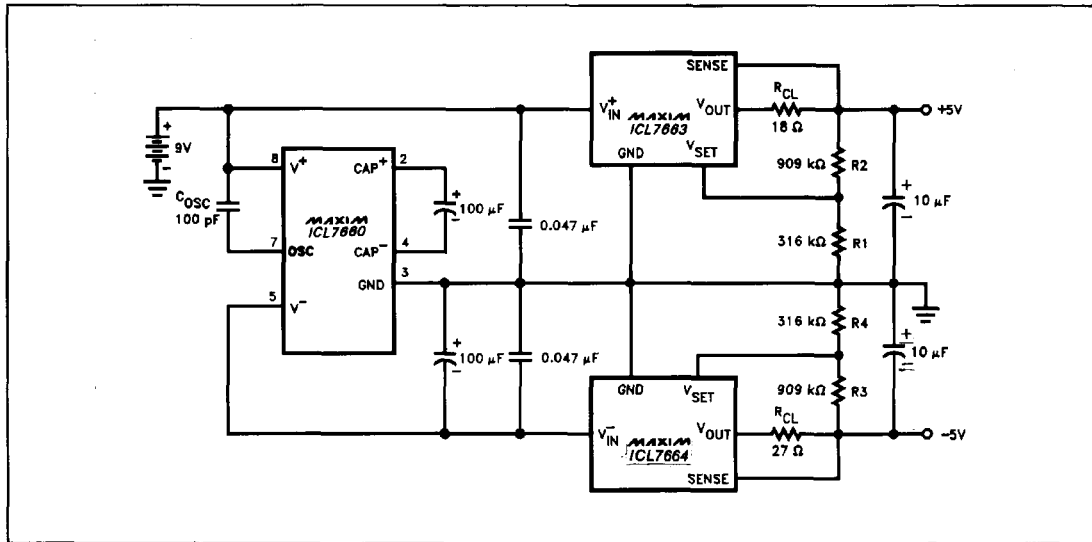 SENSE
V+IN
MAXIM
ICL7663
VOUT
GND
VSET
RCL
18 Ω
+5V
909 kΩ
R2
+
10 µF
−
316 kΩ
R1
+
9V
−
COSC
100 pF
8
V+
7
OSC
5
V−
MAXIM
ICL7660
CAP+
2
CAP−
4
GND
3
+
100 µF
−
0.047 µF
+
100 µF
−
0.047 µF
316 kΩ
R4
909 kΩ
R3
+
10 µF
−
GND
VSET
V−IN
MAXIM
ICL7664
VOUT
SENSE
RCL
27 Ω
−5V